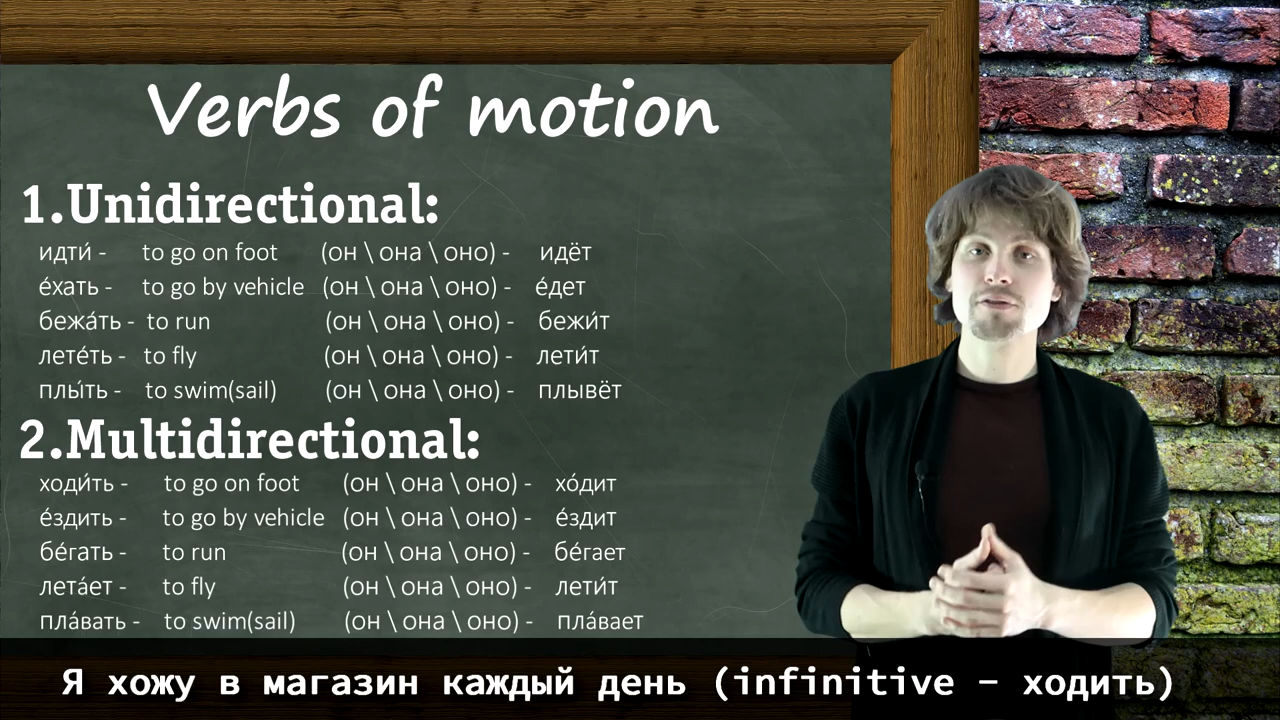 Verbs of motion
1.Unidirectional:
идти́ - to go on foot (он \ она \ оно) - идёт
е́хать - to go by vehicle (он \ она \ оно) - е́дет
бежа́ть - to run (он \ она \ оно) - бежи́т
лете́ть - to fly (он \ она \ оно) - лети́т
плы́ть - to swim(sail) (он \ она \ оно) - плывёт
2.Multidirectional:
ходи́ть - to go on foot (он \ она \ оно) - хо́дит
е́здить - to go by vehicle (он \ она \ оно) - е́здит
бе́гать - to run (он \ она \ оно) - бе́гает
лета́ет - to fly (он \ она \ оно) - лети́т
пла́вать - to swim(sail) (он \ она \ оно) - пла́вает
Я хожу в магазин каждый день (infinitive – ходить)